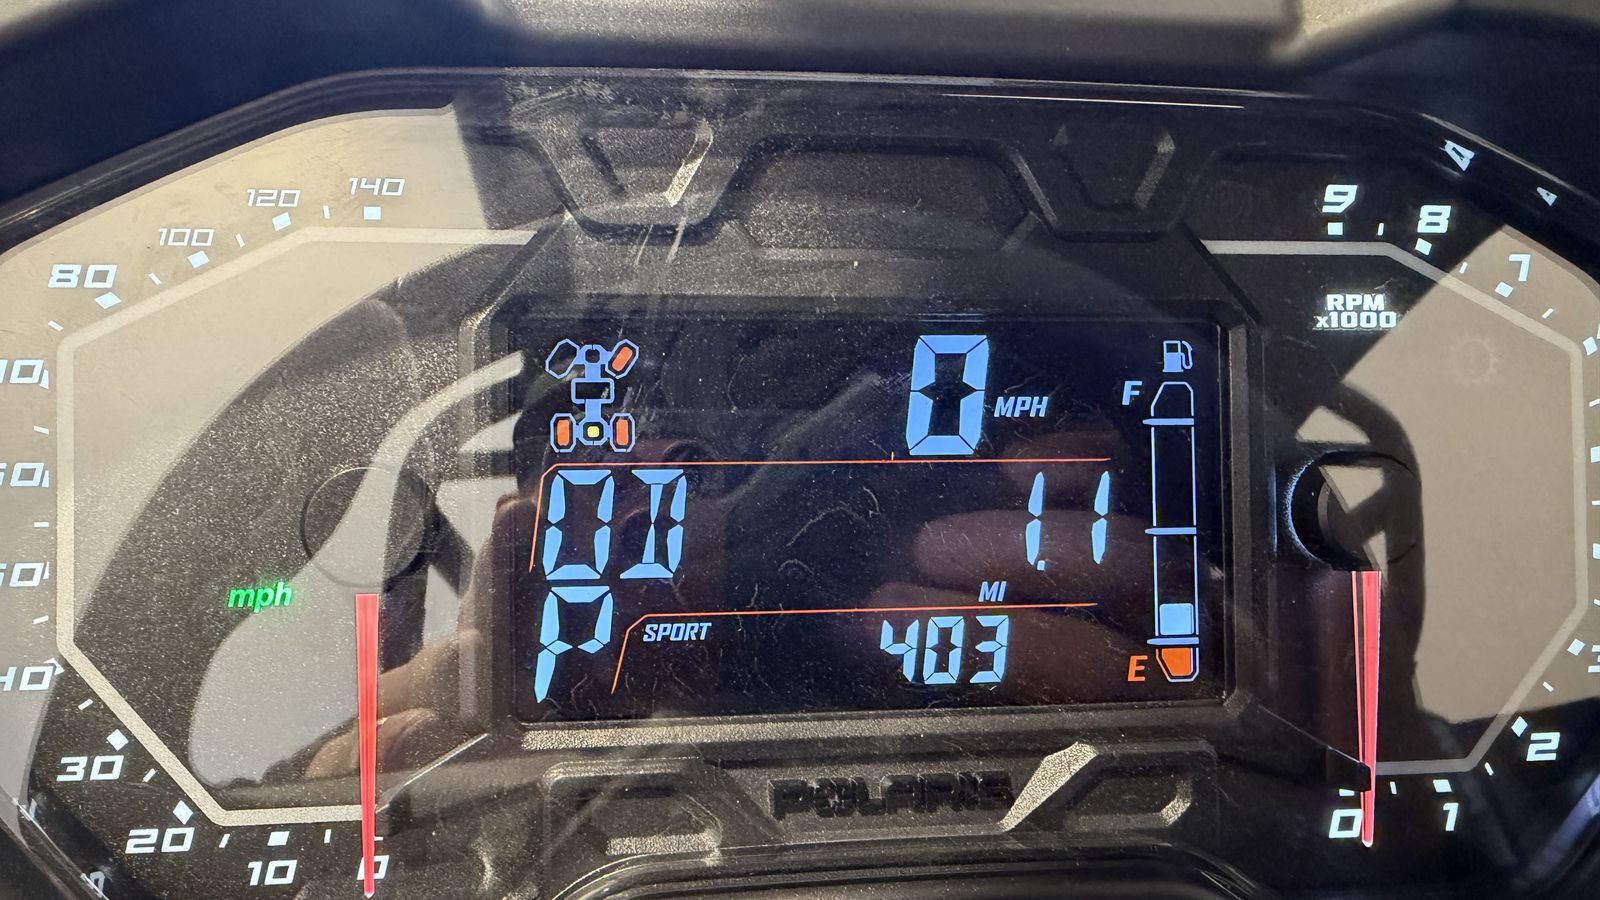 140
120
100
80
30
20
10
0
mph
0 MPH
OD 1.1
MI
P SPORT 403
F
E
POLARIS
9
8
7
RPM
x1000
2
1
0